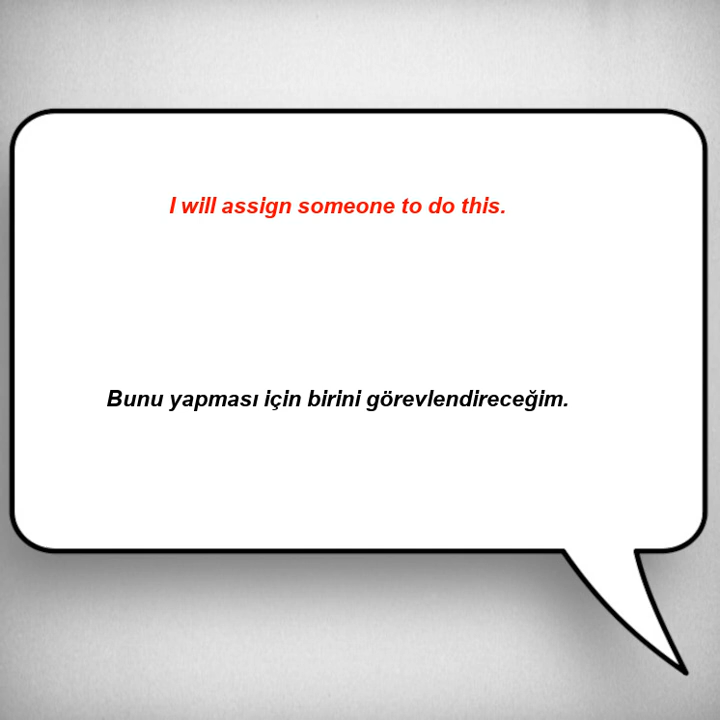 I will assign someone to do this.
Bunu yapması için birini görevlendireceğim.